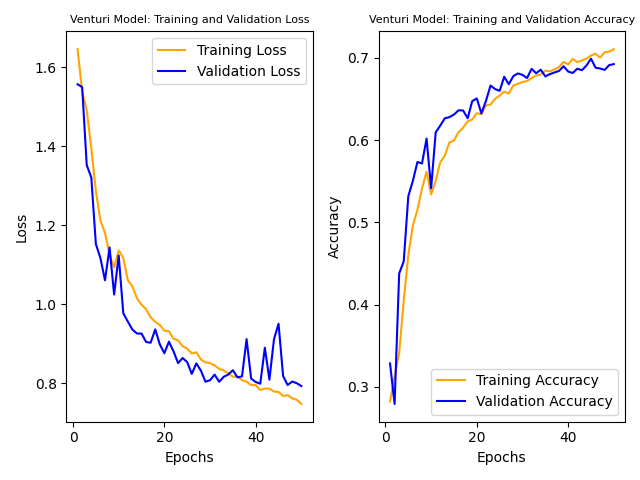 Venturi Model: Training and Validation Loss
Loss
1.6
1.4
1.2
1.0
0.8
Training Loss
Validation Loss
0
20
40
Epochs
Venturi Model: Training and Validation Accuracy
Accuracy
0.7
0.6
0.5
0.4
0.3
Training Accuracy
Validation Accuracy
0
20
40
Epochs